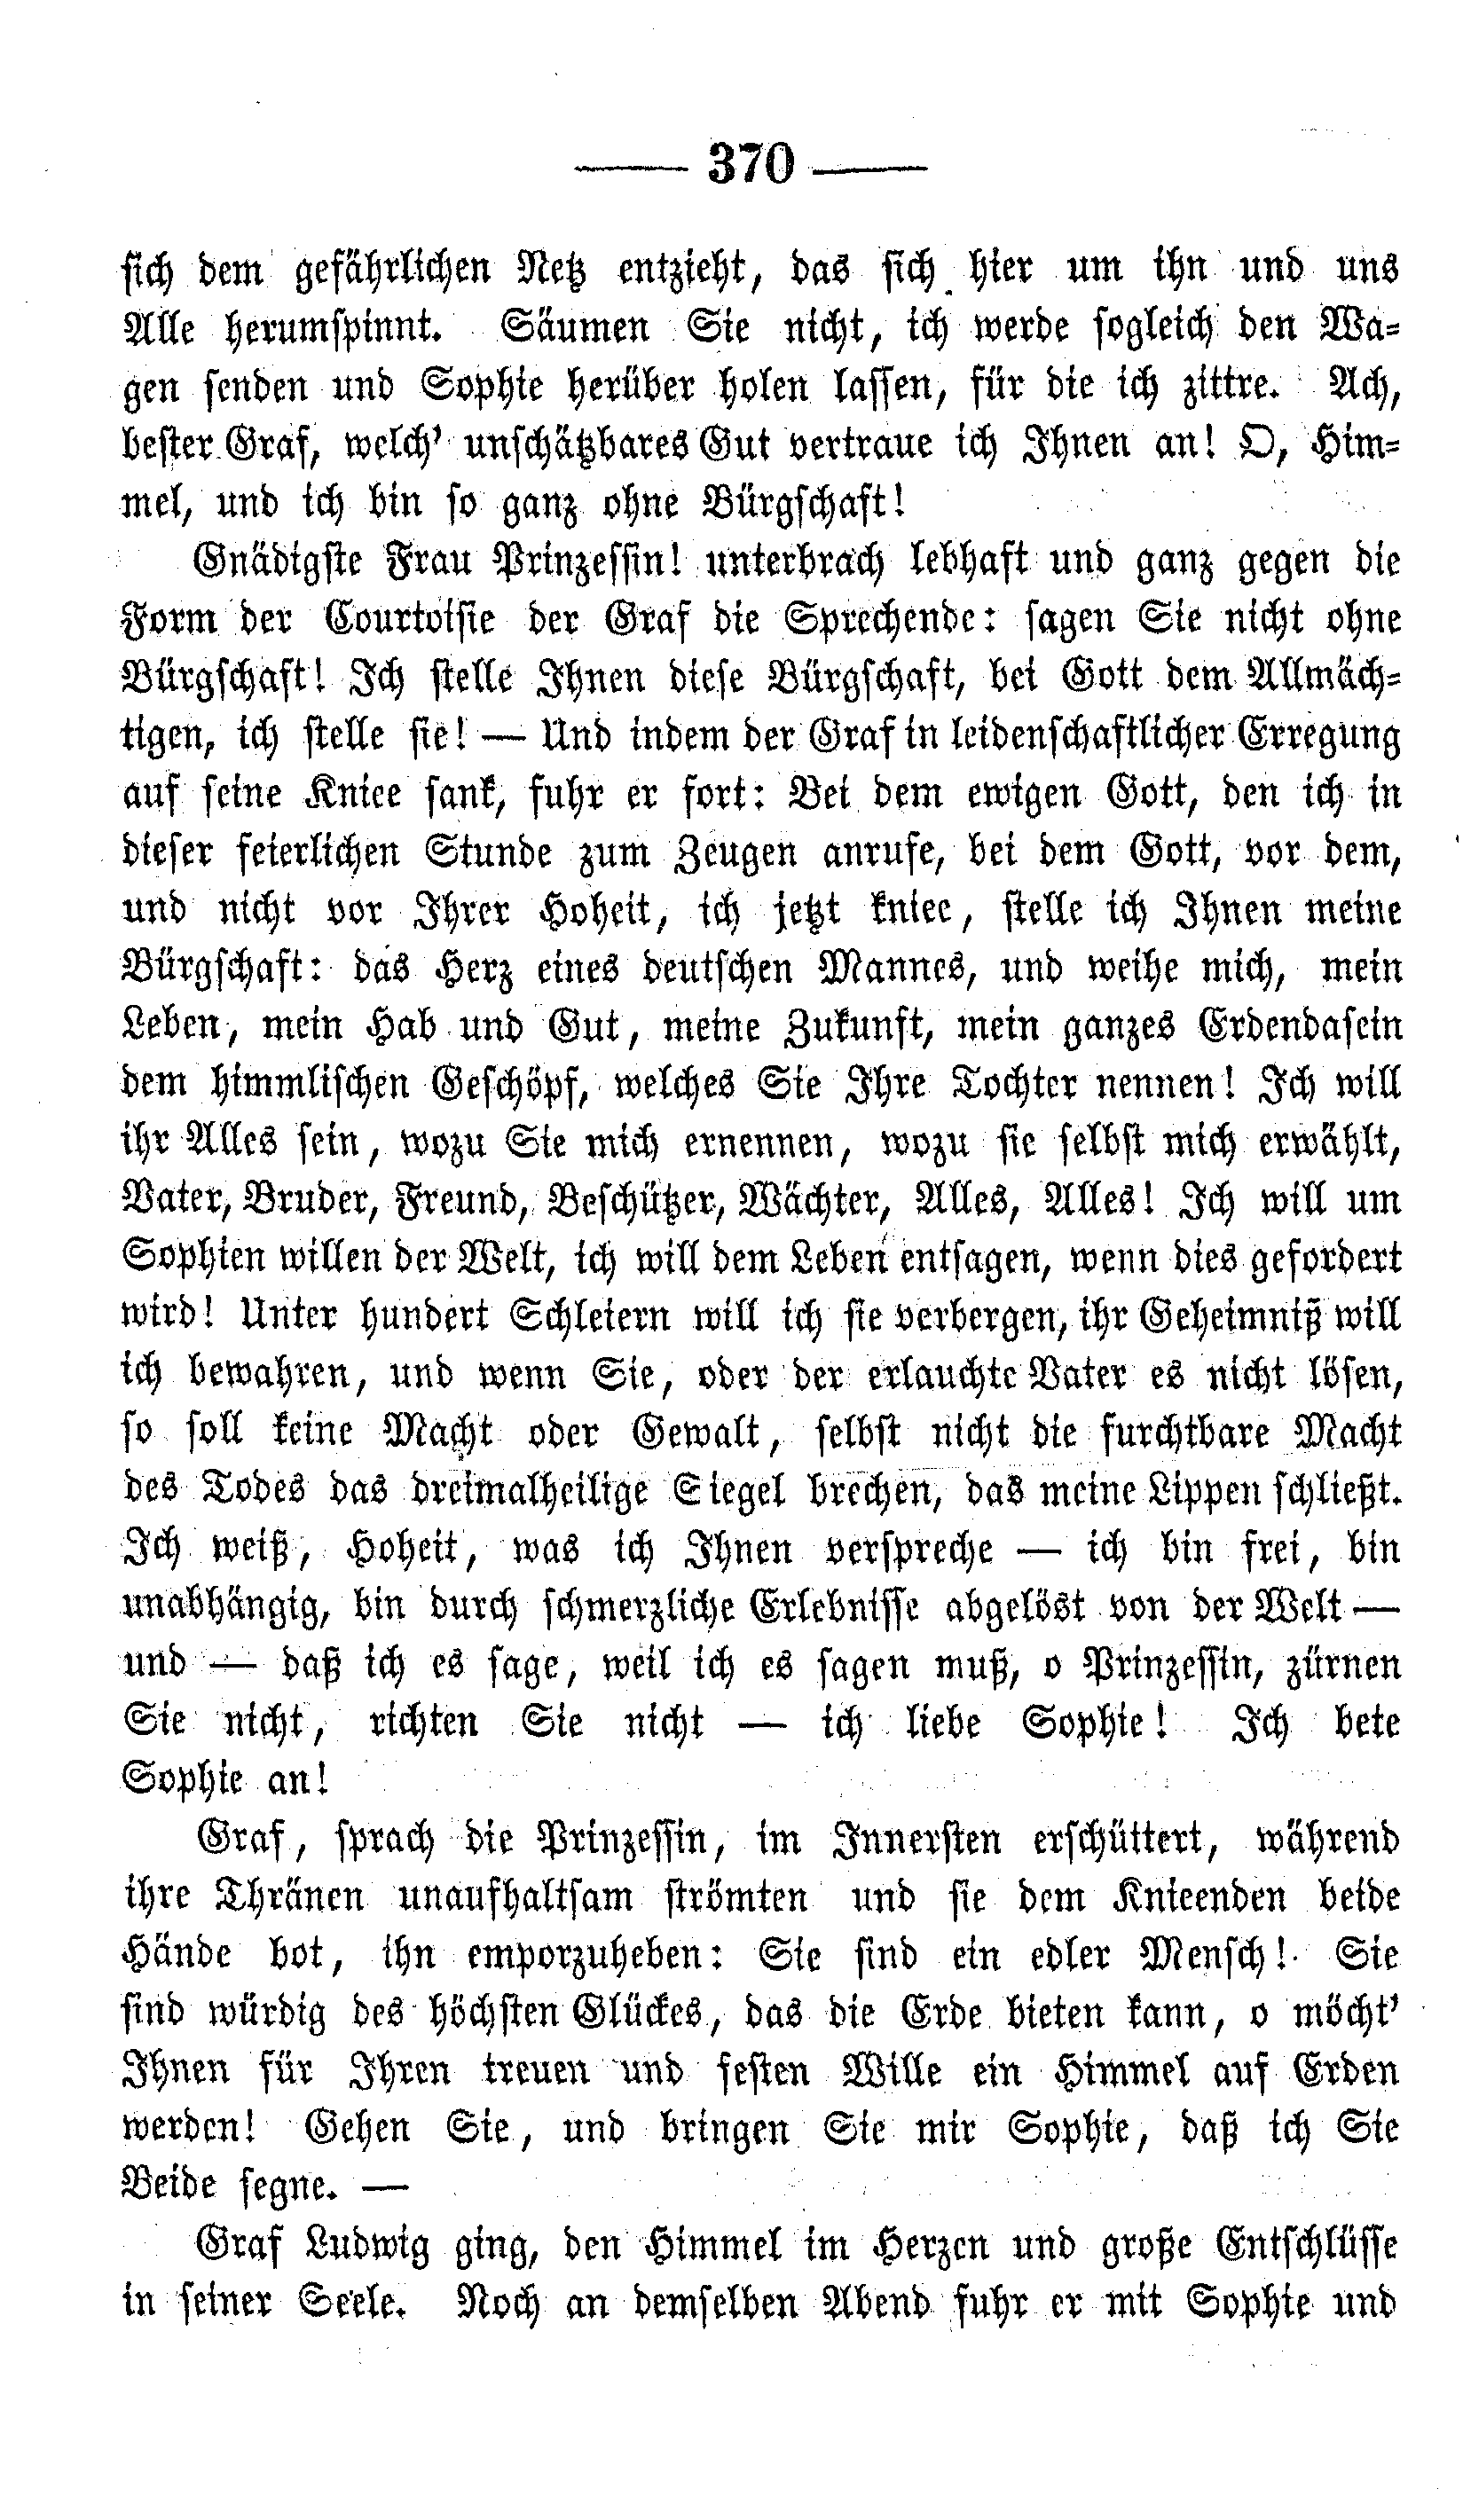 — 370 —
sich dem gefährlichen Netz entzieht, das sich hier um ihn und uns
Alle herumspinnt. Säumen Sie nicht, ich werde sogleich den Wa-
gen senden und Sophie herüber holen lassen, für die ich zittre. Ach,
bester Graf, welch' unschätzbares Gut vertraue ich Ihnen an! O, Him-
mel, und ich bin so ganz ohne Bürgschaft!
Gnädigste Frau Prinzessin! unterbrach lebhaft und ganz gegen die
Form der Courtoisie der Graf die Sprechende: sagen Sie nicht ohne
Bürgschaft! Ich stelle Ihnen diese Bürgschaft, bei Gott dem Allmäch-
tigen, ich stelle sie! — Und indem der Graf in leidenschaftlicher Erregung
auf seine Kniee sank, fuhr er fort: Bei dem ewigen Gott, den ich in
dieser feierlichen Stunde zum Zeugen anrufe, bei dem Gott, vor dem,
und nicht vor Ihrer Hoheit, ich jetzt kniee, stelle ich Ihnen meine
Bürgschaft: das Herz eines deutschen Mannes, und weihe mich, mein
Leben, mein Hab und Gut, meine Zukunft, mein ganzes Erdendasein
dem himmlischen Geschöpf, welches Sie Ihre Tochter nennen! Ich will
ihr Alles sein, wozu Sie mich ernennen, wozu sie selbst mich erwählt,
Vater, Bruder, Freund, Beschützer, Wächter, Alles, Alles! Ich will um
Sophien willen der Welt, ich will dem Leben entsagen, wenn dies gefordert
wird! Unter hundert Schleiern will ich sie verbergen, ihr Geheimniß will
ich bewahren, und wenn Sie, oder der erlauchte Vater es nicht lösen,
so soll keine Macht oder Gewalt, selbst nicht die furchtbare Macht
des Todes das dreimalheilige Siegel brechen, das meine Lippen schließt.
Ich weiß, Hoheit, was ich Ihnen verspreche — ich bin frei, bin
unabhängig, bin durch schmerzliche Erlebnisse abgelöst von der Welt —
und — daß ich es sage, weil ich es sagen muß, o Prinzessin, zürnen
Sie nicht, richten Sie nicht — ich liebe Sophie! Ich bete
Sophie an!
Graf, sprach die Prinzessin, im Innersten erschüttert, während
ihre Thränen unaufhaltsam strömten und sie dem Knieenden beide
Hände bot, ihn emporzuheben: Sie sind ein edler Mensch! Sie
sind würdig des höchsten Glückes, das die Erde bieten kann, o möcht'
Ihnen für Ihren treuen und festen Wille ein Himmel auf Erden
werden! Gehen Sie, und bringen Sie mir Sophie, daß ich Sie
Beide segne. —
Graf Ludwig ging, den Himmel im Herzen und große Entschlüsse
in seiner Seele. Noch an demselben Abend fuhr er mit Sophie und